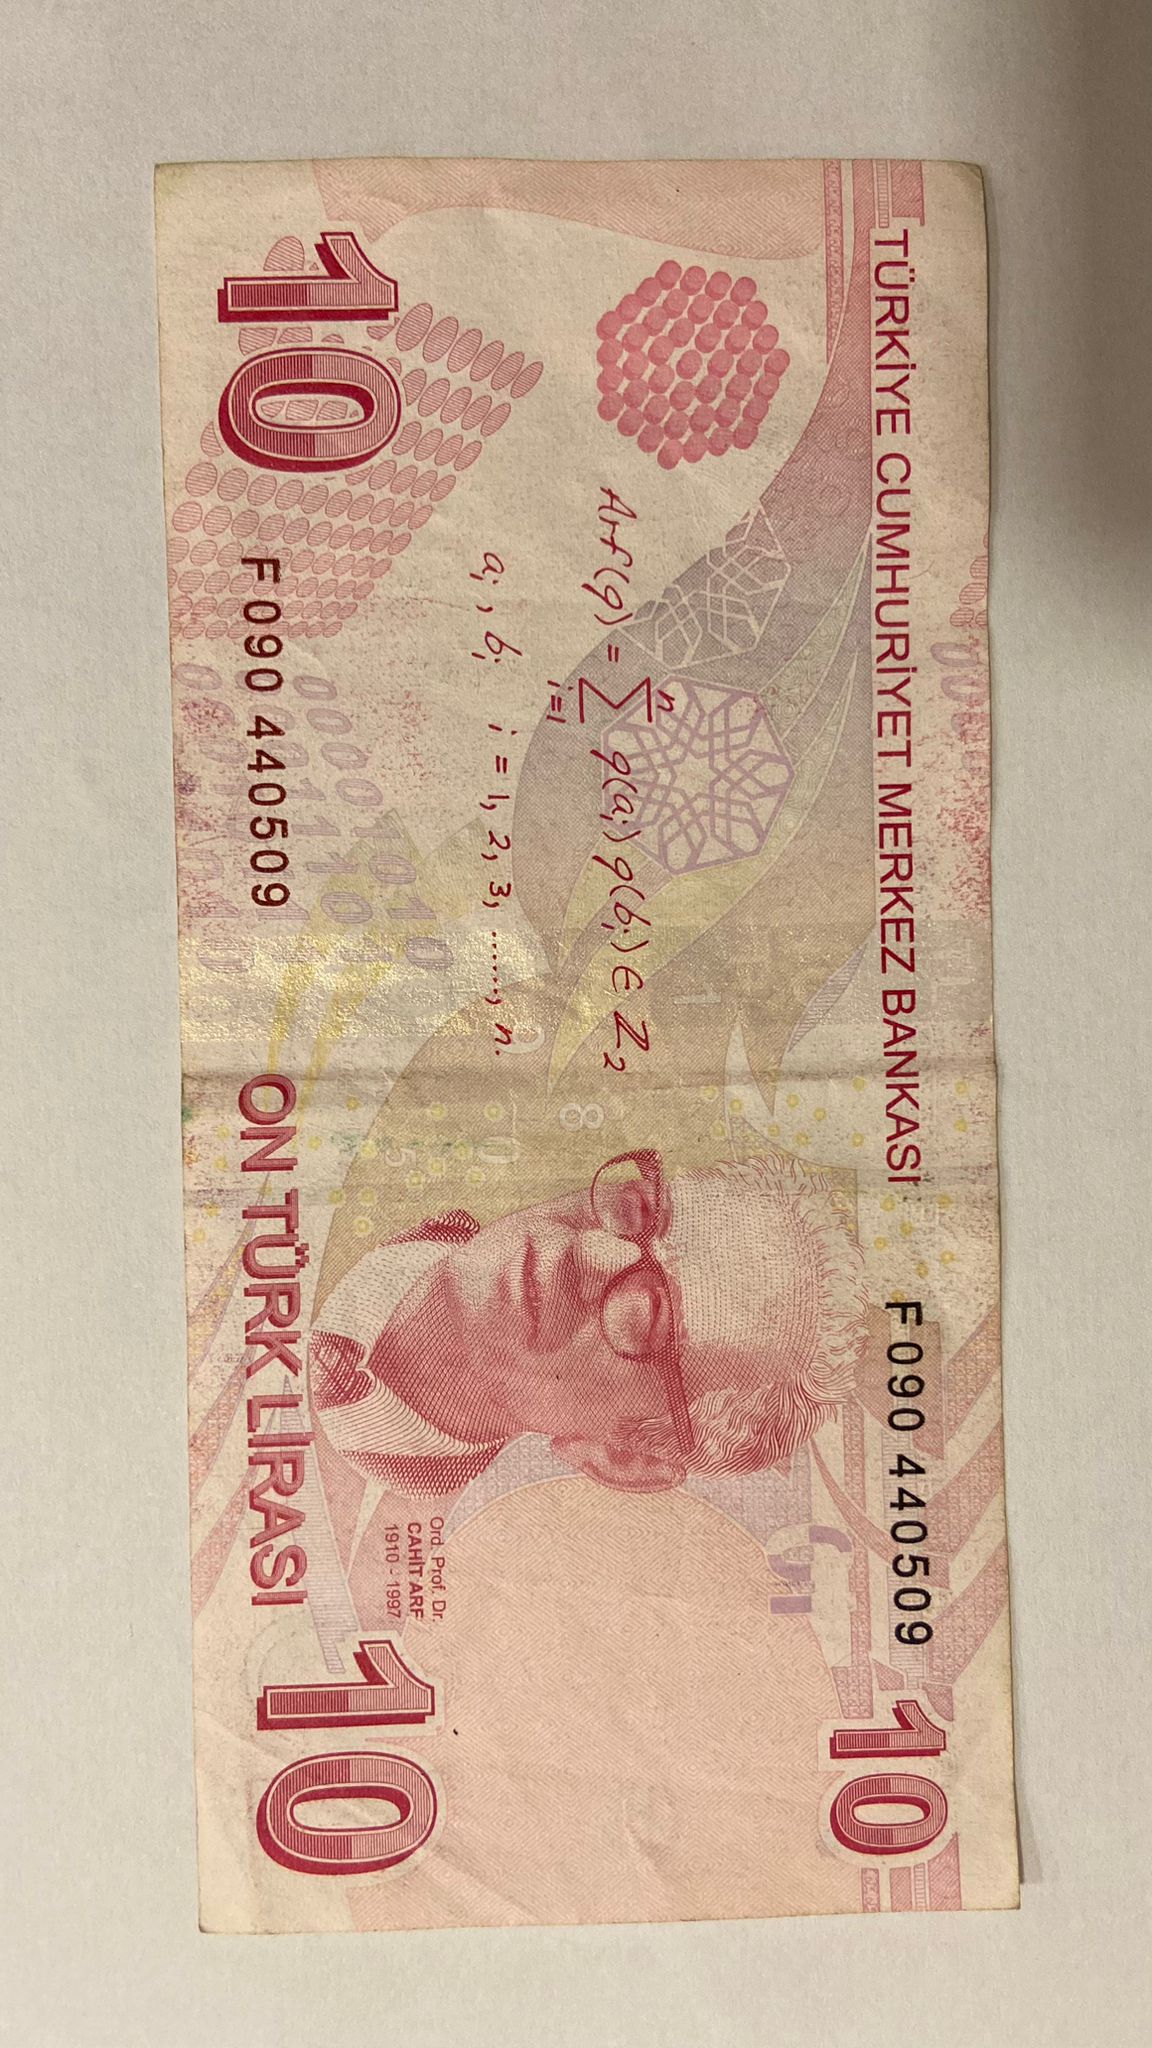 TÜRKİYE CUMHURİYET MERKEZ BANKASI
F090 440509
10
Arf(q) = ∑ q(aᵢ) q(bᵢ) ∈ Z₂
n
i=1
aᵢ, bᵢ i = 1, 2, 3, ......, n.
10
F090 440509
ON TÜRK LİRASI
Ord. Prof. Dr.
CAHİT ARF
1910 - 1997
10